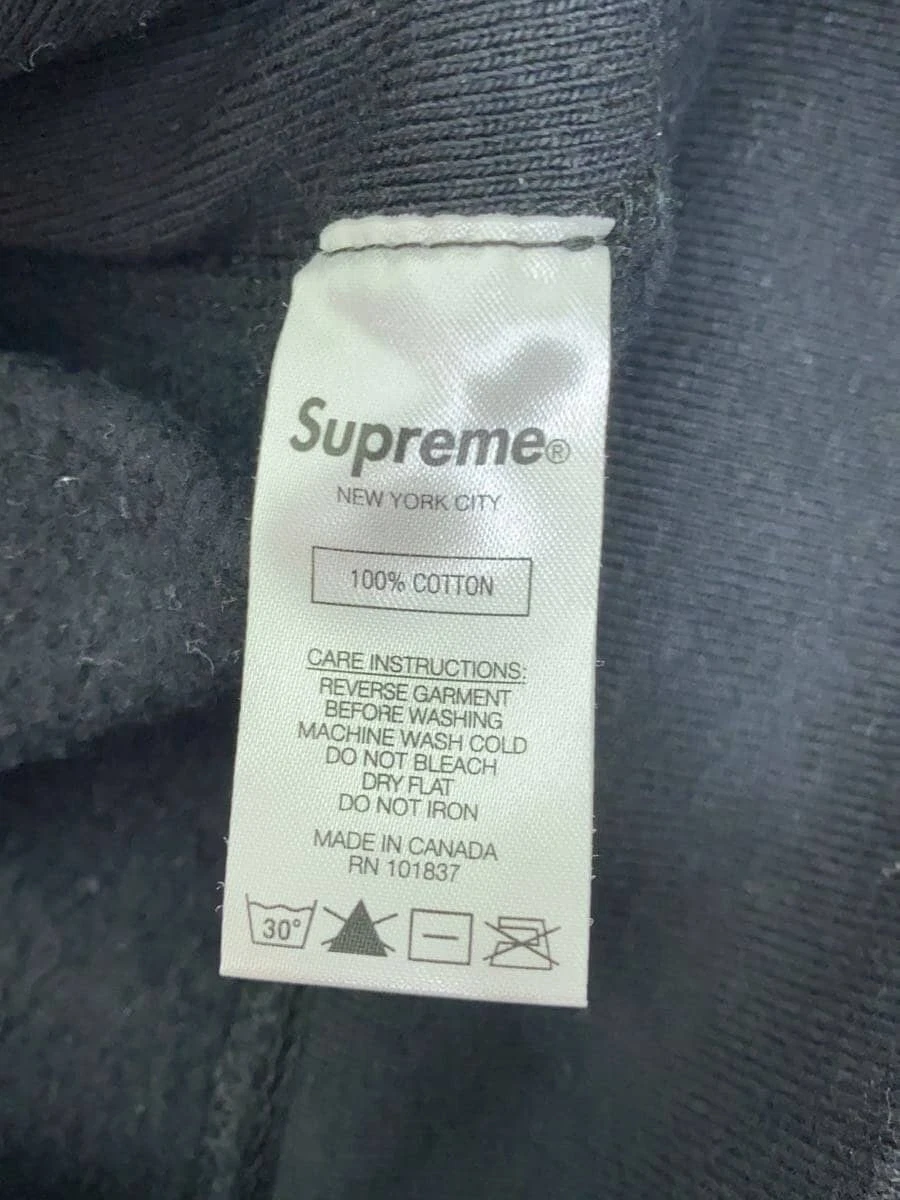 Supreme®
NEW YORK CITY
100% COTTON
CARE INSTRUCTIONS:
REVERSE GARMENT
BEFORE WASHING
MACHINE WASH COLD
DO NOT BLEACH
DRY FLAT
DO NOT IRON
MADE IN CANADA
RN 101837
30°